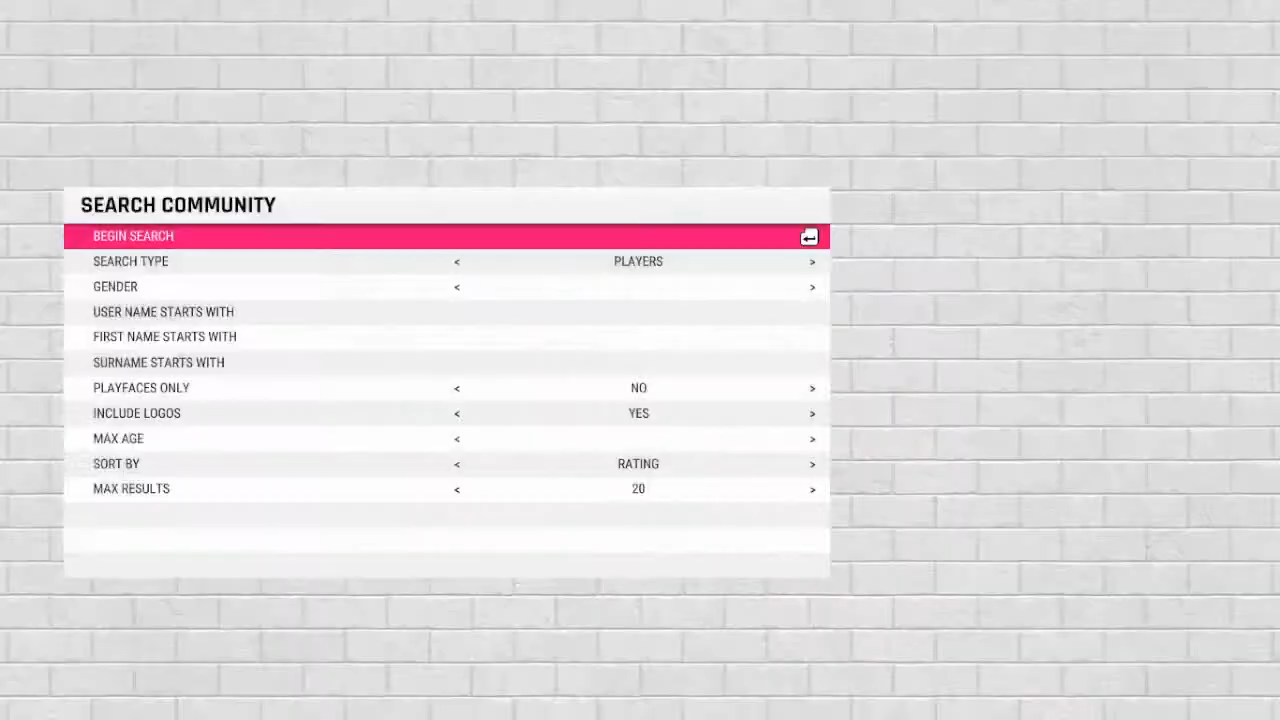 SEARCH COMMUNITY
BEGIN SEARCH
SEARCH TYPE < PLAYERS >
GENDER < >
USER NAME STARTS WITH
FIRST NAME STARTS WITH
SURNAME STARTS WITH
PLAYFACES ONLY < NO >
INCLUDE LOGOS < YES >
MAX AGE < >
SORT BY < RATING >
MAX RESULTS < 20 >